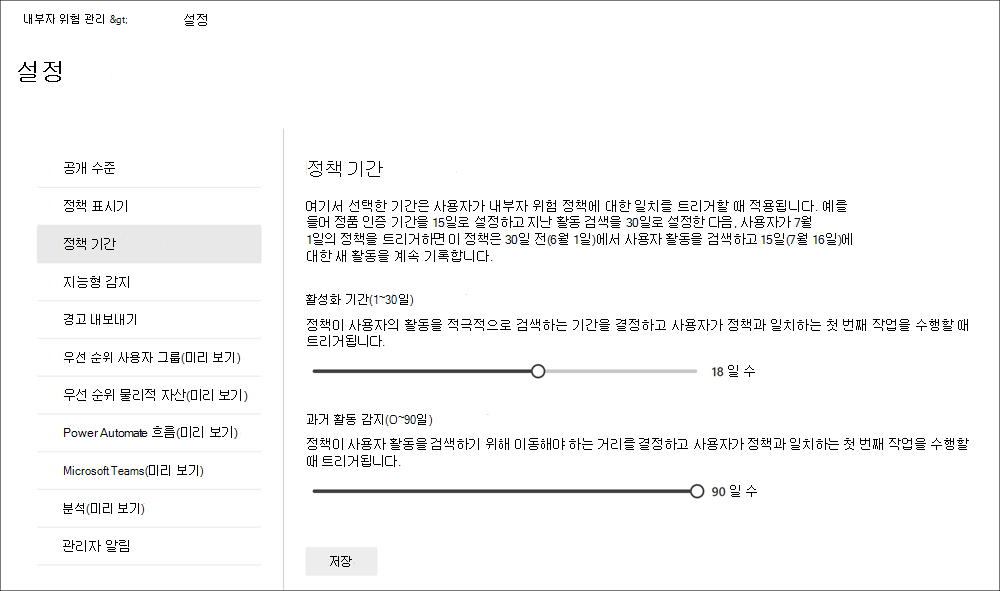 내부자 위험 관리 &gt; 설정
설정
공개 수준
정책 표시기
정책 기간
지능형 감지
경고 내보내기
우선 순위 사용자 그룹(미리 보기)
우선 순위 물리적 자산(미리 보기)
Power Automate 흐름(미리 보기)
Microsoft Teams(미리 보기)
분석(미리 보기)
관리자 알림
정책 기간
여기서 선택한 기간은 사용자가 내부자 위험 정책에 대한 일치를 트리거할 때 적용됩니다. 예를
들어 정품 인증 기간을 15일로 설정하고 지난 활동 검색을 30일로 설정한 다음, 사용자가 7월
1일의 정책을 트리거하면 이 정책은 30일 전(6월 1일)에서 사용자 활동을 검색하고 15일(7월 16일)에
대한 새 활동을 계속 기록합니다.
활성화 기간(1~30일)
정책이 사용자의 활동을 적극적으로 검색하는 기간을 결정하고 사용자가 정책과 일치하는 첫 번째 작업을 수행할 때
트리거됩니다.
18 일 수
과거 활동 감지(O~90일)
정책이 사용자 활동을 검색하기 위해 이동해야 하는 거리를 결정하고 사용자가 정책과 일치하는 첫 번째 작업을 수행할
때 트리거됩니다.
90 일 수
저장